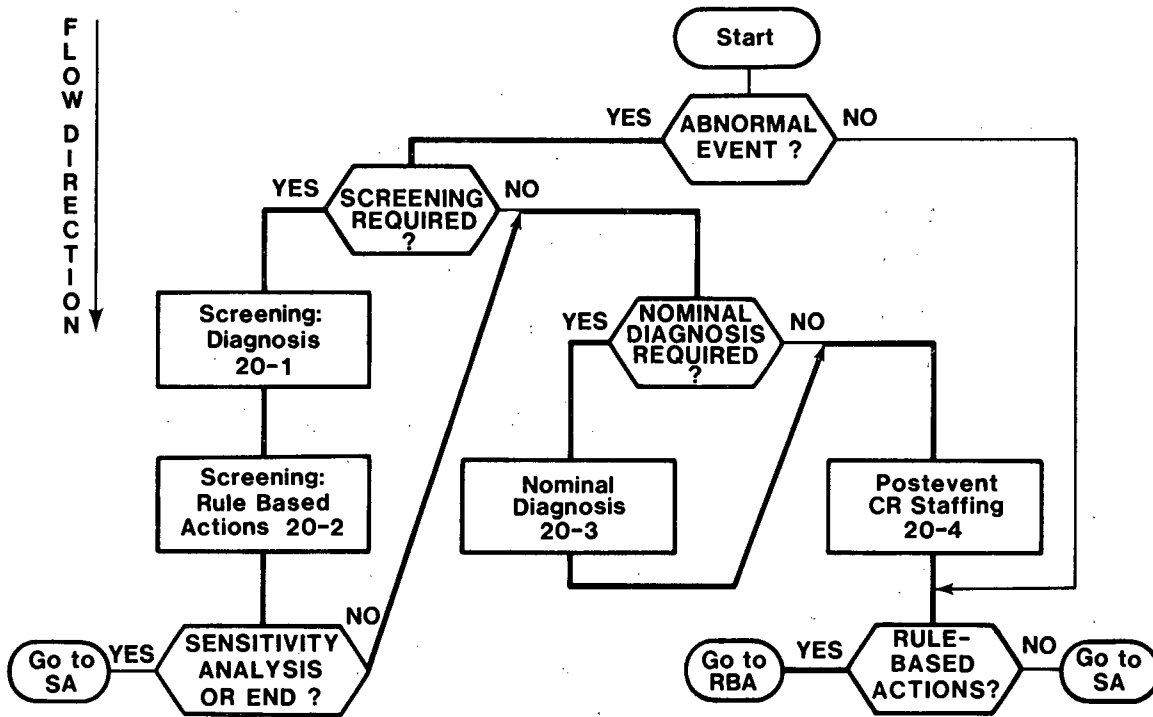 FLOW DIRECTION
Start
YES
ABNORMAL
EVENT ?
NO
YES
SCREENING
REQUIRED
?
NO
Screening:
Diagnosis
20-1
YES
NOMINAL
DIAGNOSIS
REQUIRED
?
NO
Screening:
Rule Based
Actions 20-2
Nominal
Diagnosis
20-3
Postevent
CR Staffing
20-4
Go to
SA
YES
SENSITIVITY
ANALYSIS
OR END ?
NO
Go to
RBA
YES
RULE-
BASED
ACTIONS?
NO
Go to
SA